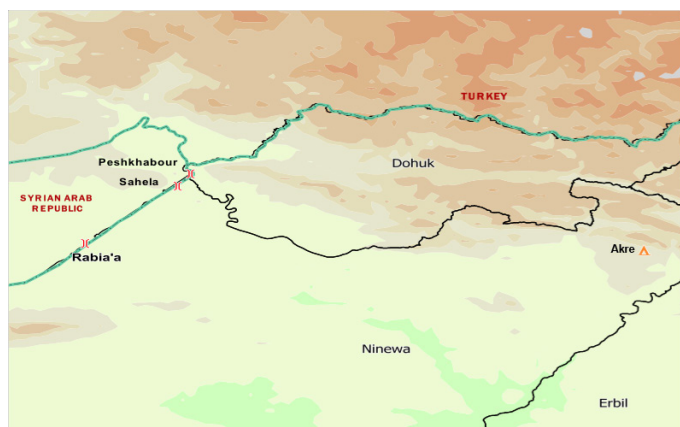 TURKEY
Peshkhabour
Dohuk
Sahela
SYRIAN ARAB
REPUBLIC
Akre
Rabia'a
Ninewa
Erbil